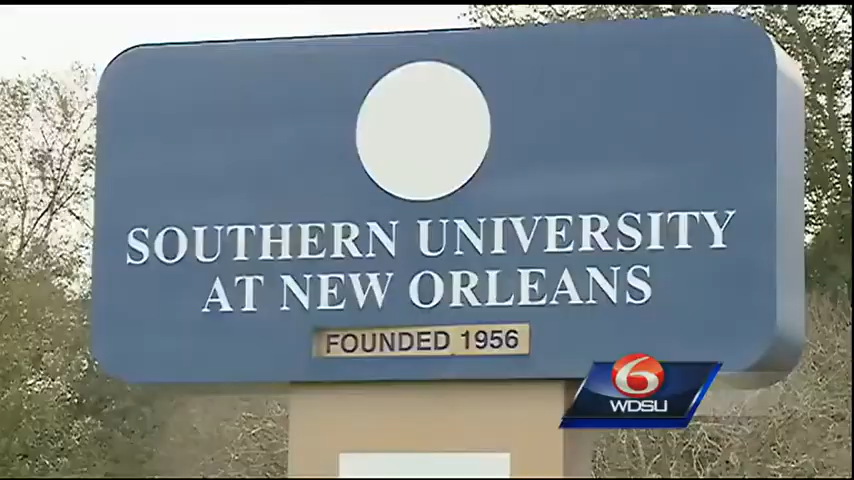 SOUTHERN UNIVERSITY
AT NEW ORLEANS
FOUNDED 1956
6
WDSU